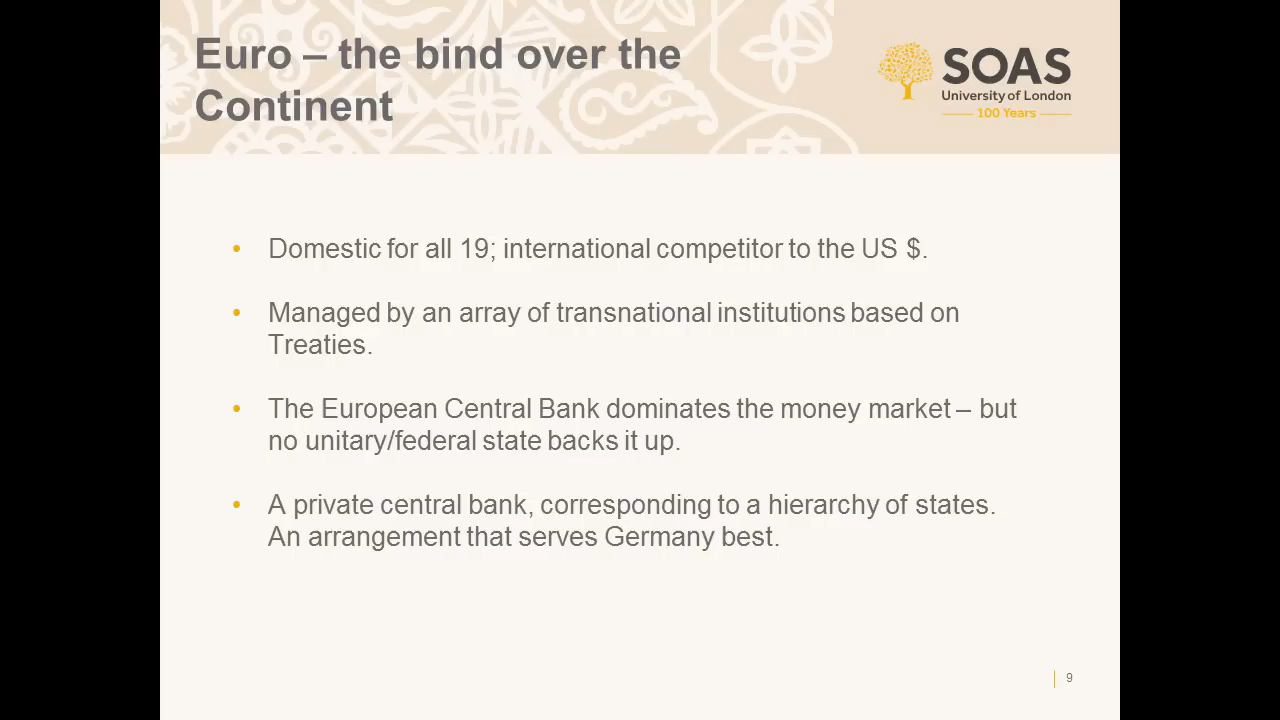 Euro – the bind over the
Continent
SOAS
University of London
100 Years
• Domestic for all 19; international competitor to the US $.
• Managed by an array of transnational institutions based on
Treaties.
• The European Central Bank dominates the money market – but
no unitary/federal state backs it up.
• A private central bank, corresponding to a hierarchy of states.
An arrangement that serves Germany best.
9